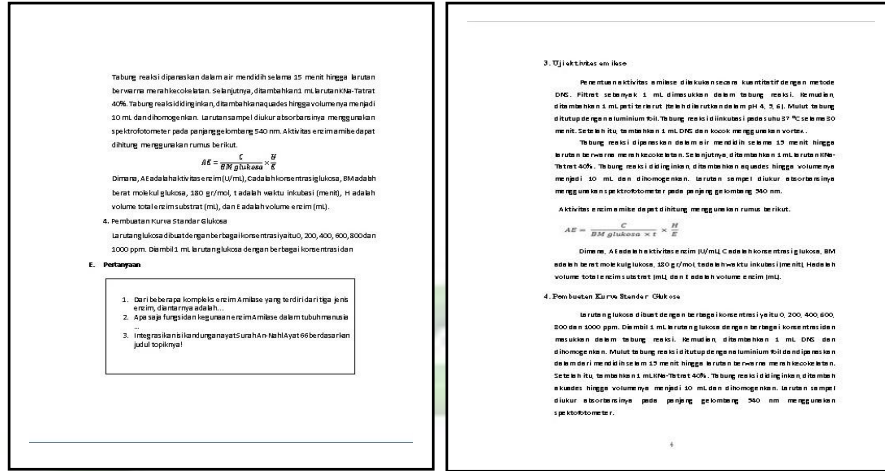 Tabung reaksi dipanaskan dalam air mendidih selama 15 menit hingga larutan
berwarna merah kecokelatan. Selanjutnya, ditambahkan 1 mL larutan KNa-Tatrat
40%. Tabung reaksi didinginkan, ditambahkan aquades hingga volumenya menjadi
10 mL dan dihomogenkan. Larutan sampel diukur absorbansinya menggunakan
spektrofotometer pada panjang gelombang 540 nm. Aktivitas enzim amilase dapat
dihitung menggunakan rumus berikut.
AE = C / BM glukosa × H / E
Dimana, AE adalah aktivitas enzim (U/mL), C adalah konsentrasi glukosa, BM adalah
berat molekul glukosa, 180 gr/mol, t adalah waktu inkubasi (menit), H adalah
volume total enzim substrat (mL), dan E adalah volume enzim (mL).
4. Pembuatan Kurva Standar Glukosa
Larutan glukosa dibuat dengan berbagai konsentrasi yaitu 0, 200, 400, 600, 800 dan
1000 ppm. Diambil 1 mL larutan glukosa dengan berbagai konsentrasi dan
E. Pertanyaan
1. Dari beberapa kompleks enzim Amilase yang terdiri dari tiga jenis
enzim, diantarnya adalah...
2. Apa saja fungsi dan kegunaan enzim Amilase dalam tubuh manusia
...
3. Integrasikan isi kandungan ayat Surah An-Nahl Ayat 66 berdasarkan
judul topiknya!
3. Uji aktivitas amilase
Penentuan aktivitas amilase dilakukan secara kuantitatif dengan metode
DNS. Filtrat sebanyak 1 mL dimasukkan dalam tabung reaksi. Kemudian,
ditambahkan 1 mL pati terlarut (telah dilarutkan dalam pH 4, 5, 6). Mulut tabung
ditutup dengan aluminium foil. Tabung reaksi diinkubasi pada suhu 37 °C selama 30
menit. Setelah itu, tambahkan 1 mL DNS dan kocok menggunakan vortex.
Tabung reaksi dipanaskan dalam air mendidih selama 15 menit hingga
larutan berwarna merah kecokelatan. Selanjutnya, ditambahkan 1 mL larutan KNa-
Tatrat 40%. Tabung reaksi didinginkan, ditambahkan aquades hingga volumenya
menjadi 10 mL dan dihomogenkan. Larutan sampel diukur absorbansinya
menggunakan spaktrofotometer pada panjang gelombang 540 nm.
Aktivitas enzim amilase dapat dihitung menggunakan rumus berikut.
AE = C / BM glukosa × t × H / E
Dimana, AE adalah aktivitas enzim (U/mL), C adalah konsentrasi glukosa, BM
adalah berat molekul glukosa, 180 gr/mol, t adalah waktu inkubasi (menit), H adalah
volume total enzim substrat (mL), dan E adalah volume enzim (mL).
4. Pembuatan Kurva Standar Glukosa
Larutan glukosa dibuat dengan berbagai konsentrasi yaitu 0, 200, 400, 600,
800 dan 1000 ppm. Diambil 1 mL larutan glukosa dengan berbagai konsentrasi dan
masukkan dalam tabung reaksi. Kemudian, ditambahkan 1 mL DNS dan
dihomogenkan. Mulut tabung reaksi ditutup dengan aluminium foil dan dipanaskan
dalam dari mendidih selam 15 menit hingga larutan berwarna merah kecokelatan.
Setelah itu, tambahkan 1 mL KNa-Tatrat 40%. Tabung reaksi didinginkan, ditambah
akuades hingga volumenya menjadi 10 mL dan dihomogenkan. Larutan sampel
diukur absorbansinya pada panjang gelombang 540 nm menggunakan
spektofotometer.